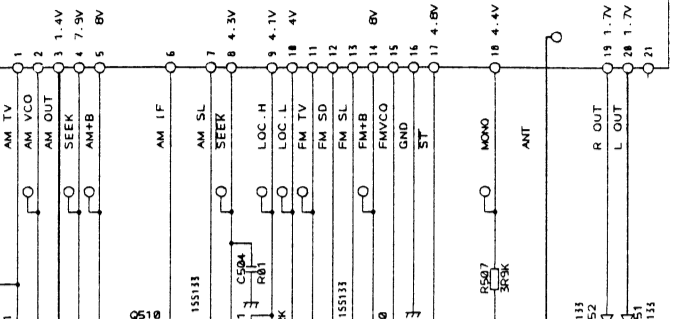 1
2
3 1.4V
4 7.9V
5 8V
6
7
8 4.3V
9 4.1V
10 4V
11
12
13
14 8V
15
16
17 4.8V
18 4.4V
19 1.7V
20 1.7V
21
AM TV
AM VCO
AM OUT
SEEK
AM+B
AM IF
AM SL
SEEK
LOC.H
LOC.L
FM TV
FM SD
FM SL
FM+B
FMVCO
GND
ST
MONO
ANT
R OUT
L OUT
C504
R01
R507
3R9K
1SS133
1SS133
Q510
133
52
51
133